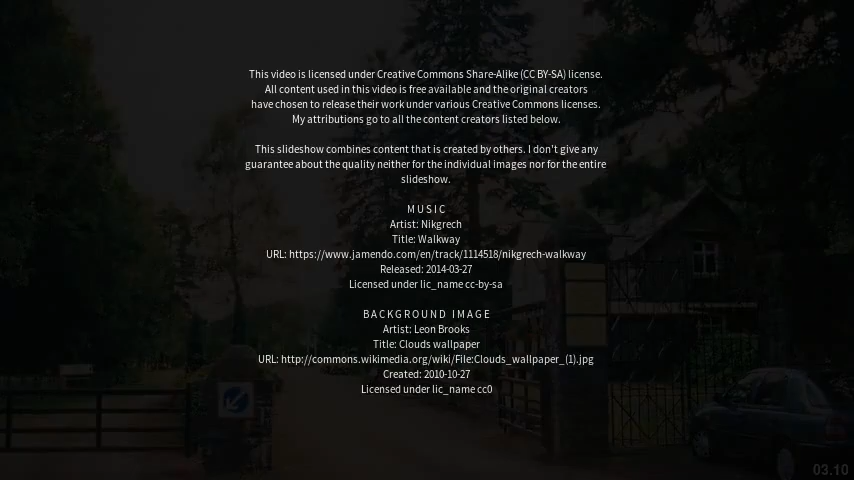 This video is licensed under Creative Commons Share-Alike (CC BY-SA) license.
All content used in this video is free available and the original creators
have chosen to release their work under various Creative Commons licenses.
My attributions go to all the content creators listed below.
This slideshow combines content that is created by others. I don't give any
guarantee about the quality neither for the individual images nor for the entire
slideshow.
MUSIC
Artist: Nikgrech
Title: Walkway
URL: https://www.jamendo.com/en/track/1114518/nikgrech-walkway
Released: 2014-03-27
Licensed under lic_name cc-by-sa
BACKGROUND IMAGE
Artist: Leon Brooks
Title: Clouds wallpaper
URL: http://commons.wikimedia.org/wiki/File:Clouds_wallpaper_(1).jpg
Created: 2010-10-27
Licensed under lic_name cc0
03.10